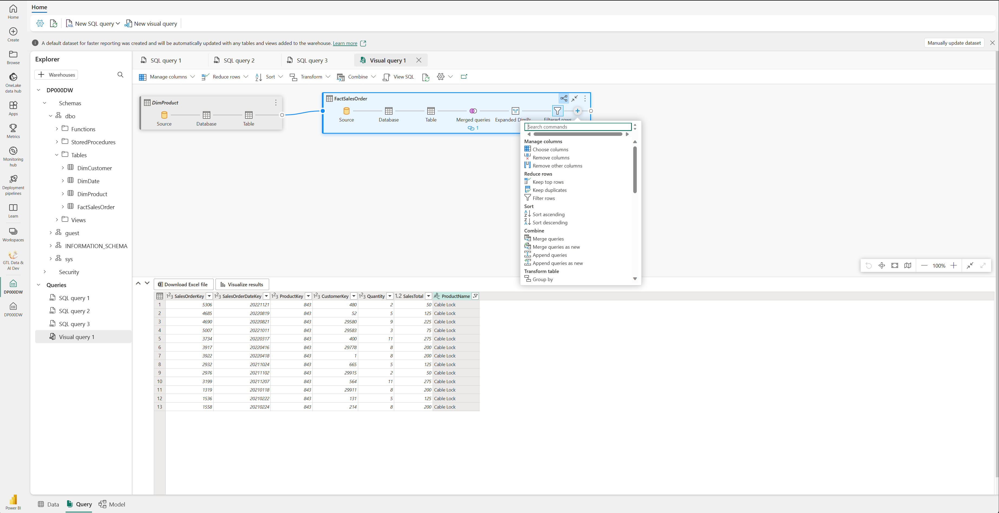 Home
Home
New SQL query
New visual query
Create
A default dataset for faster reporting was created and will be automatically updated with any tables and views added to the warehouse. Learn more
Manually update dataset
Browse
OneLake
data hub
Apps
Metrics
Monitoring
hub
Deployment
pipelines
Learn
Workspaces
GTL Data &
AI Dev
DP000DW
DP000DW
Power BI
Explorer
Warehouses
DP000DW
Schemas
dbo
Functions
StoredProcedures
Tables
DimCustomer
DimDate
DimProduct
FactSalesOrder
Views
guest
INFORMATION_SCHEMA
sys
Security
Queries
SQL query 1
SQL query 2
SQL query 3
Visual query 1
SQL query 1
SQL query 2
SQL query 3
Visual query 1
Manage columns
Reduce rows
Sort
Transform
Combine
View SQL
DimProduct
Source
Database
Table
FactSalesOrder
Source
Database
Table
Merged queries
Expanded DimPr
Filtered rows
1
Search commands
Manage columns
Choose columns
Remove columns
Remove other columns
Reduce rows
Keep top rows
Keep duplicates
Filter rows
Sort
Sort ascending
Sort descending
Combine
Merge queries
Merge queries as new
Append queries
Append queries as new
Transform table
Group by
100%
Download Excel file
Visualize results
SalesOrderKey SalesOrderDateKey ProductKey CustomerKey Quantity 1.2 SalesTotal ProductName
1 5306 20221121 843 480 2 50 Cable Lock
2 4685 20220819 843 52 5 125 Cable Lock
3 4690 20220821 843 29580 9 225 Cable Lock
4 5007 20221011 843 29583 3 75 Cable Lock
5 3734 20220317 843 400 11 275 Cable Lock
6 3917 20220416 843 29778 8 200 Cable Lock
7 3922 20220418 843 1 8 200 Cable Lock
8 2932 20211024 843 665 5 125 Cable Lock
9 2976 20211102 843 29915 2 50 Cable Lock
10 3199 20211207 843 564 11 275 Cable Lock
11 1319 20210118 843 29911 8 200 Cable Lock
12 1536 20210222 843 131 5 125 Cable Lock
13 1558 20210224 843 214 8 200 Cable Lock
Data
Query
Model